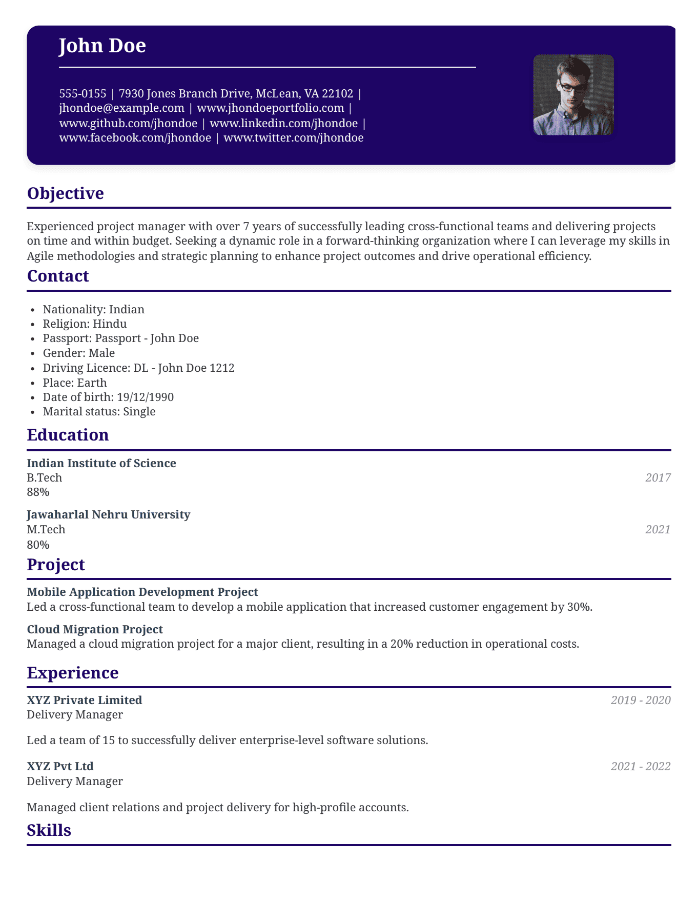 John Doe
555-0155 | 7930 Jones Branch Drive, McLean, VA 22102 |
jhondoe@example.com | www.jhondoeportfolio.com |
www.github.com/jhondoe | www.linkedin.com/jhondoe |
www.facebook.com/jhondoe | www.twitter.com/jhondoe
Objective
Experienced project manager with over 7 years of successfully leading cross-functional teams and delivering projects
on time and within budget. Seeking a dynamic role in a forward-thinking organization where I can leverage my skills in
Agile methodologies and strategic planning to enhance project outcomes and drive operational efficiency.
Contact
• Nationality: Indian
• Religion: Hindu
• Passport: Passport - John Doe
• Gender: Male
• Driving Licence: DL - John Doe 1212
• Place: Earth
• Date of birth: 19/12/1990
• Marital status: Single
Education
Indian Institute of Science
B.Tech 2017
88%
Jawaharlal Nehru University
M.Tech 2021
80%
Project
Mobile Application Development Project
Led a cross-functional team to develop a mobile application that increased customer engagement by 30%.
Cloud Migration Project
Managed a cloud migration project for a major client, resulting in a 20% reduction in operational costs.
Experience
XYZ Private Limited 2019 - 2020
Delivery Manager
Led a team of 15 to successfully deliver enterprise-level software solutions.
XYZ Pvt Ltd 2021 - 2022
Delivery Manager
Managed client relations and project delivery for high-profile accounts.
Skills